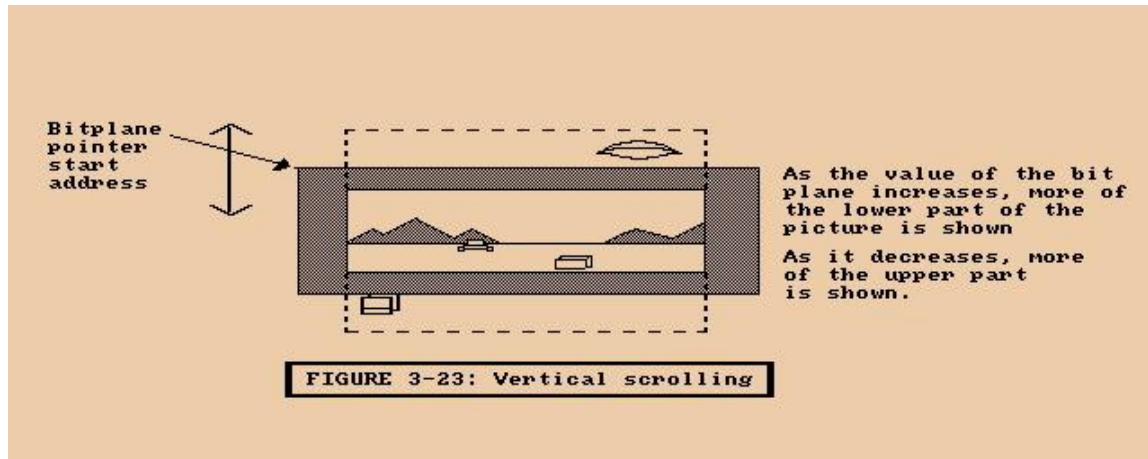 Bitplane
pointer
start
address
As the value of the bit
plane increases, more of
the lower part of the
picture is shown
As it decreases, more
of the upper part
is shown.
FIGURE 3-23: Vertical scrolling